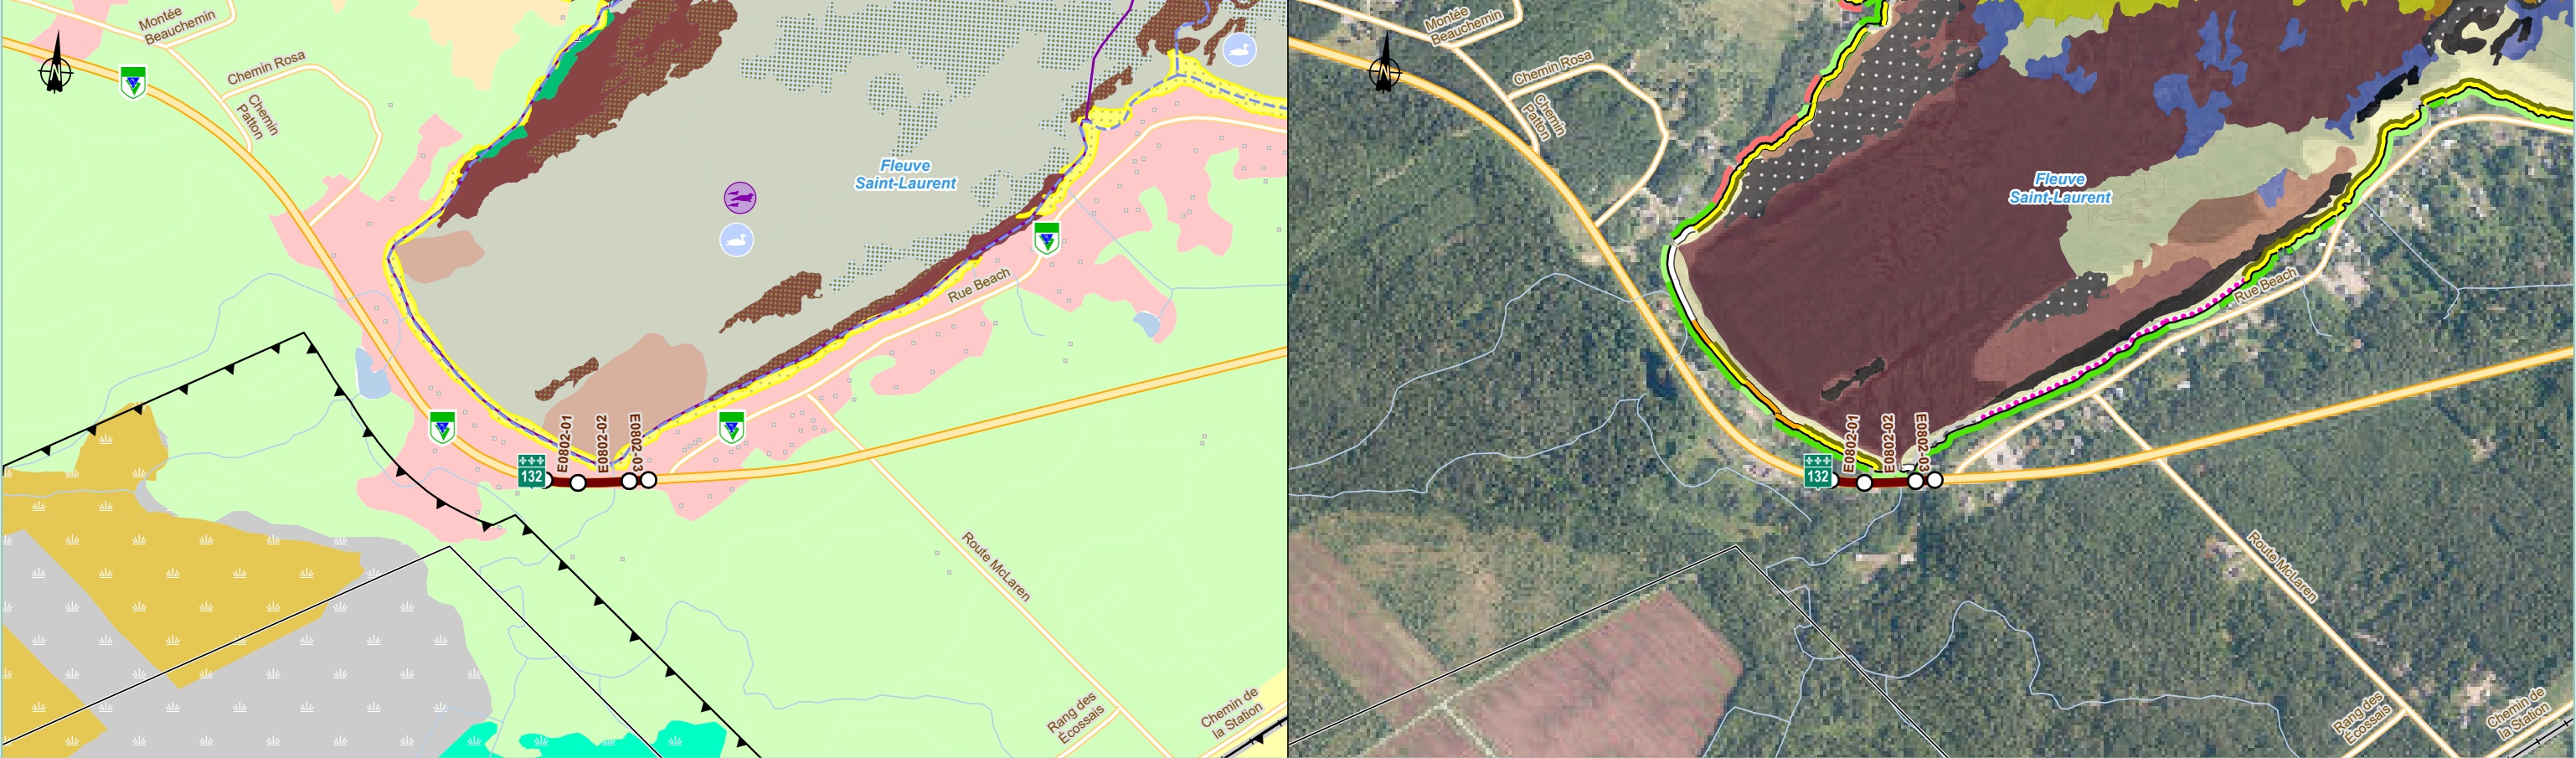 Montée
Beauchemin
Chemin Rosa
Chemin
Patton
Fleuve
Saint-Laurent
Rue Beach
E0802-01
E0802-02
E0802-03
132
Route McLaren
Rang des
Écossais
Chemin de
la Station
Montée
Beauchemin
Chemin Rosa
Chemin
Patton
Fleuve
Saint-Laurent
Rue Beach
E0802-01
E0802-02
E0802-03
132
Route McLaren
Rang des
Écossais
Chemin de
la Station